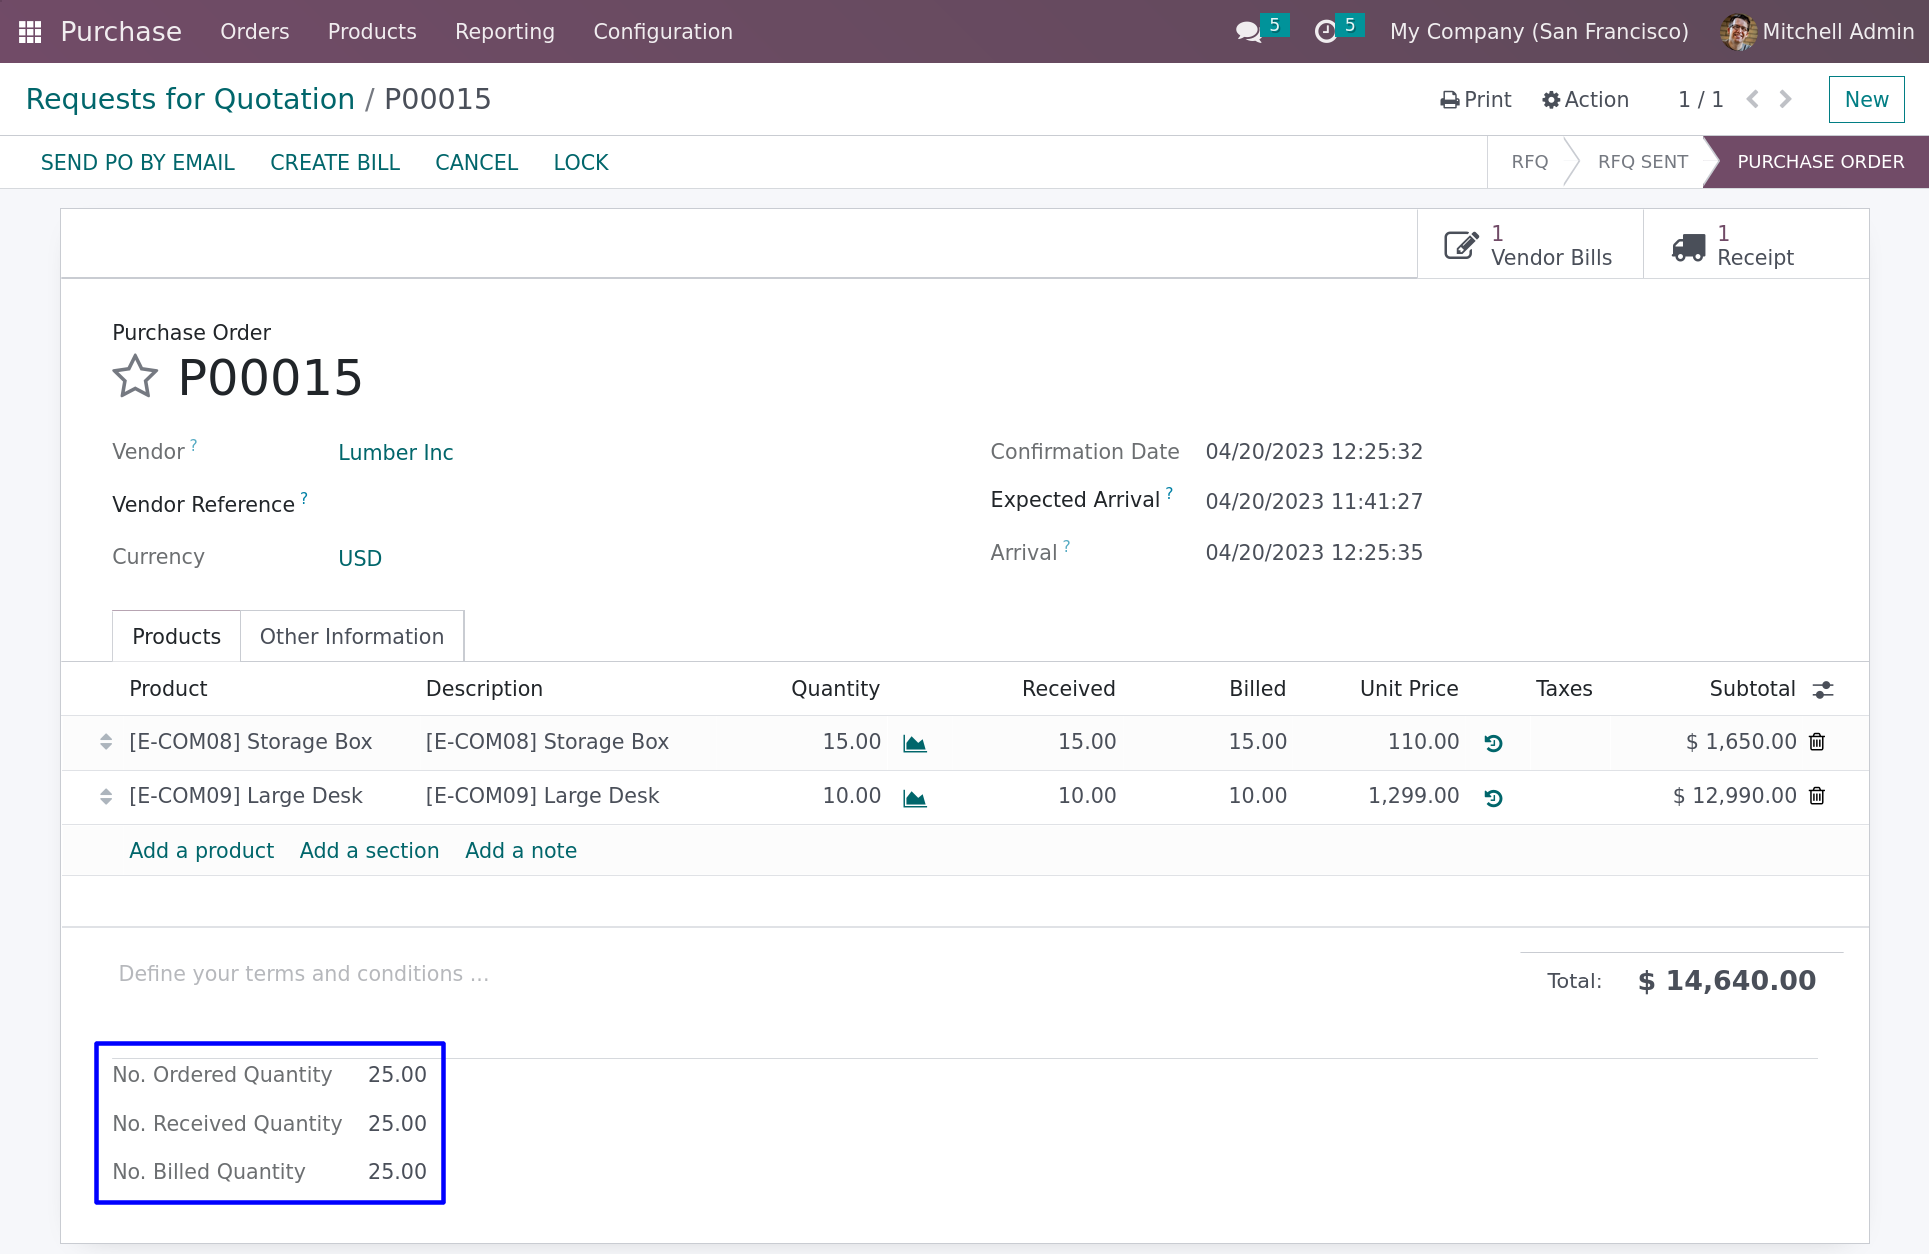 Purchase Orders Products Reporting Configuration 5 5 My Company (San Francisco) Mitchell Admin
Requests for Quotation / P00015 Print Action 1 / 1 New
SEND PO BY EMAIL CREATE BILL CANCEL LOCK RFQ RFQ SENT PURCHASE ORDER
1 Vendor Bills
1 Receipt
Purchase Order
P00015
Vendor ? Lumber Inc
Vendor Reference ?
Currency USD
Confirmation Date 04/20/2023 12:25:32
Expected Arrival ? 04/20/2023 11:41:27
Arrival ? 04/20/2023 12:25:35
Products Other Information
Product Description Quantity Received Billed Unit Price Taxes Subtotal
[E-COM08] Storage Box [E-COM08] Storage Box 15.00 15.00 15.00 110.00 $ 1,650.00
[E-COM09] Large Desk [E-COM09] Large Desk 10.00 10.00 10.00 1,299.00 $ 12,990.00
Add a product Add a section Add a note
Define your terms and conditions ...
Total: $ 14,640.00
No. Ordered Quantity 25.00
No. Received Quantity 25.00
No. Billed Quantity 25.00